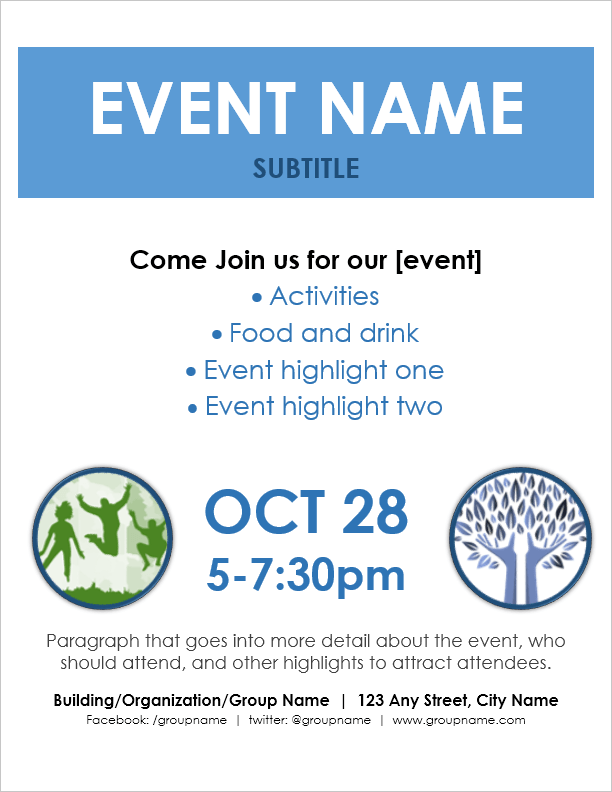 EVENT NAME
SUBTITLE
Come Join us for our [event]
• Activities
• Food and drink
• Event highlight one
• Event highlight two
OCT 28
5-7:30pm
Paragraph that goes into more detail about the event, who
should attend, and other highlights to attract attendees.
Building/Organization/Group Name | 123 Any Street, City Name
Facebook: /groupname | twitter: @groupname | www.groupname.com